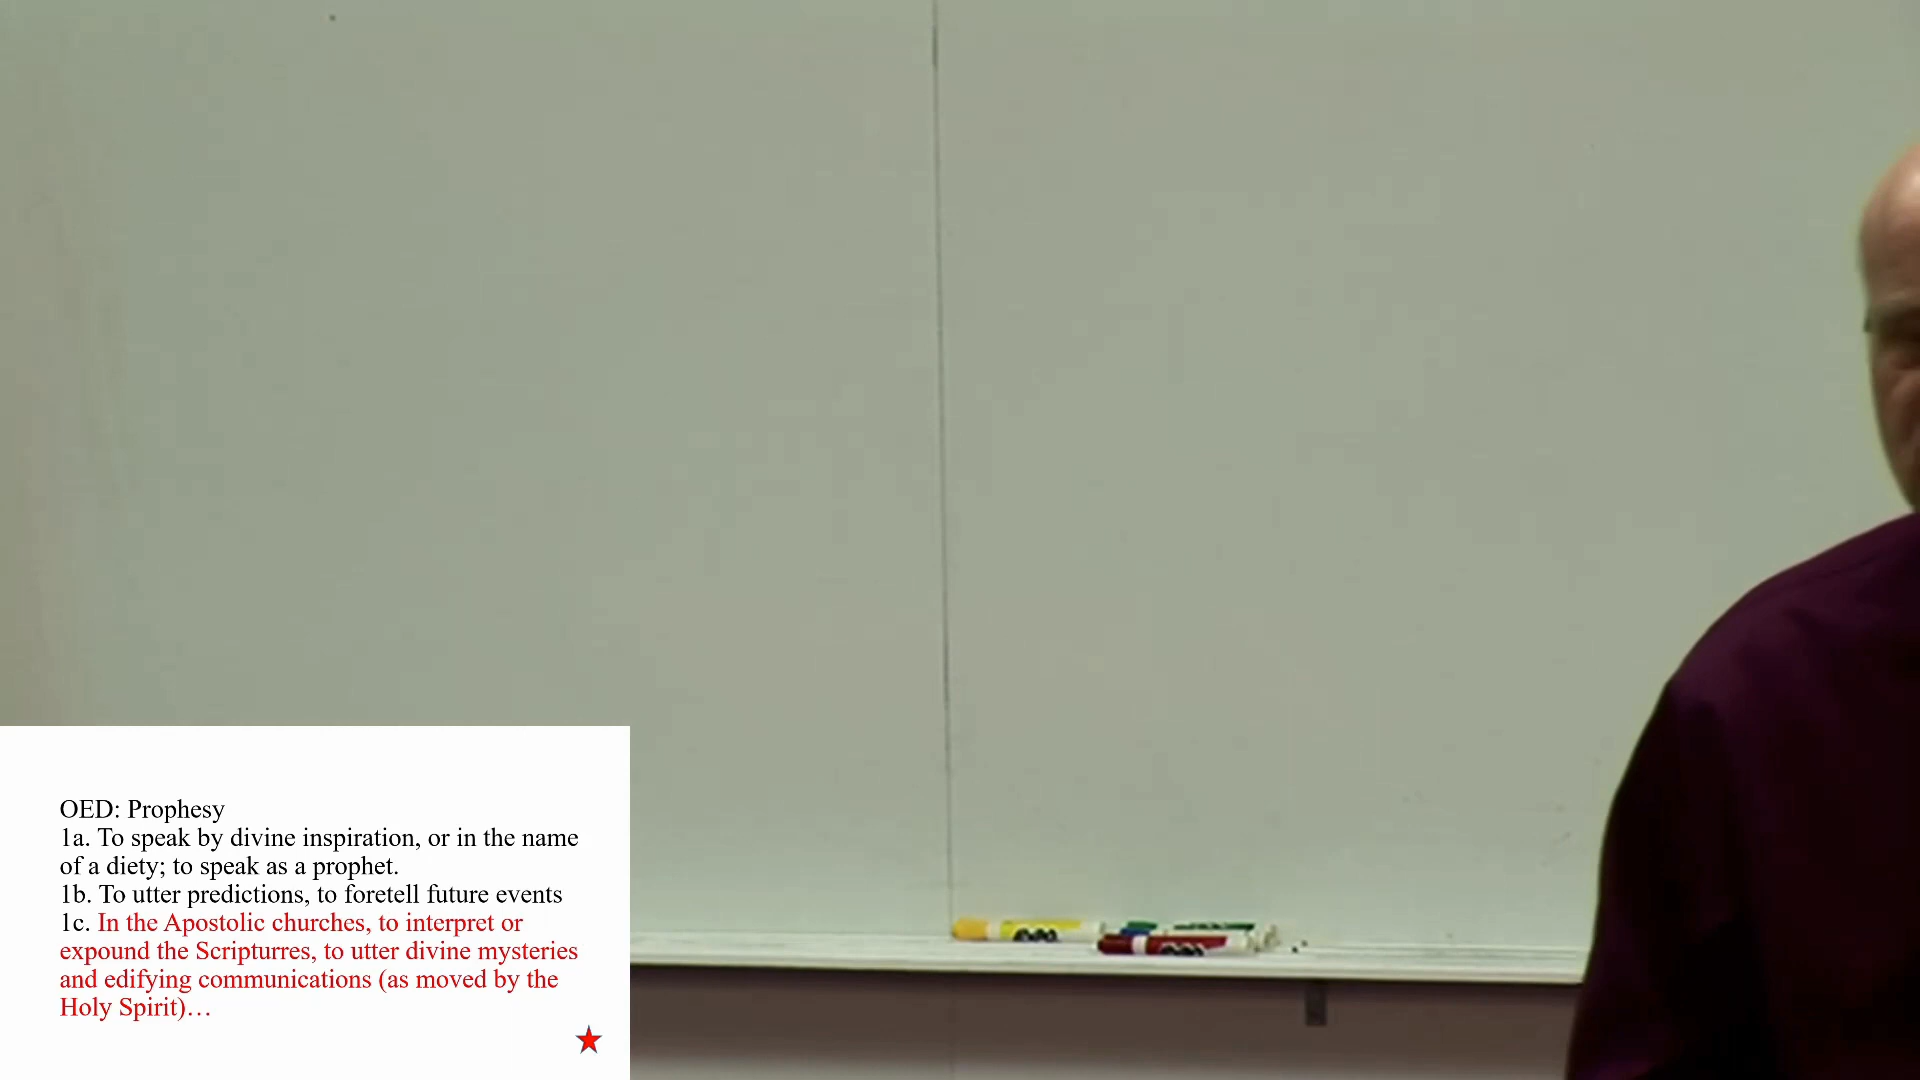 OED: Prophesy
1a. To speak by divine inspiration, or in the name
of a diety; to speak as a prophet.
1b. To utter predictions, to foretell future events
1c. In the Apostolic churches, to interpret or
expound the Scripturres, to utter divine mysteries
and edifying communications (as moved by the
Holy Spirit)…